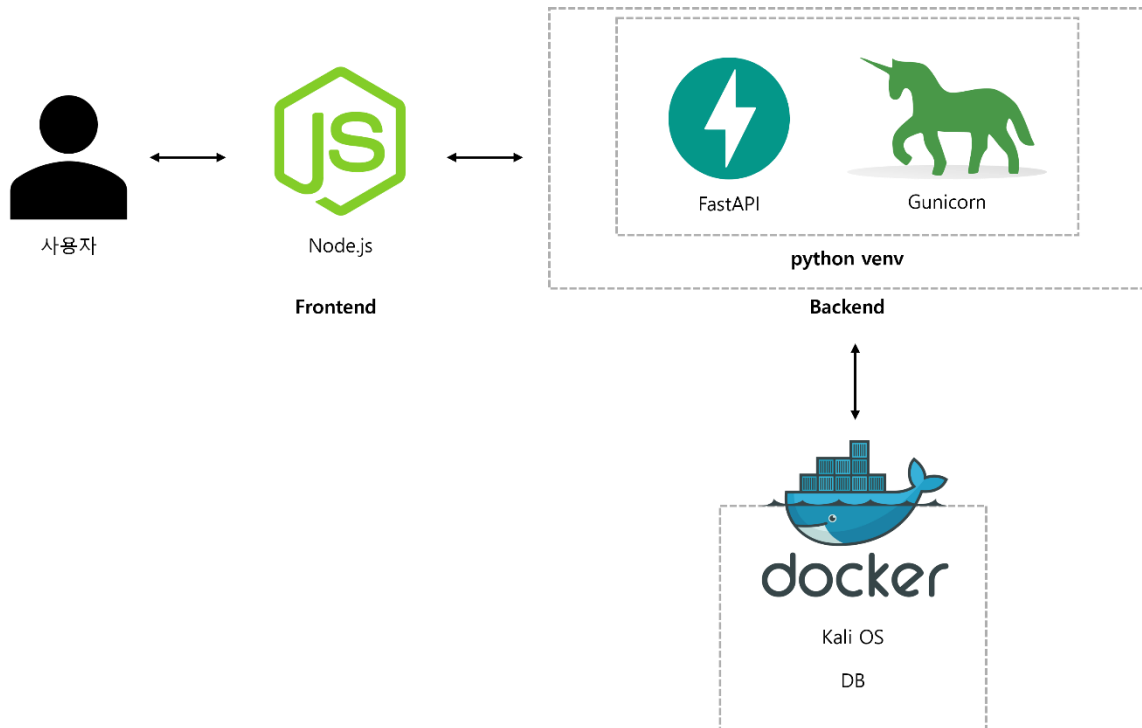 JS
사용자
Node.js
Frontend
FastAPI
Gunicorn
python venv
Backend
docker
Kali OS
DB